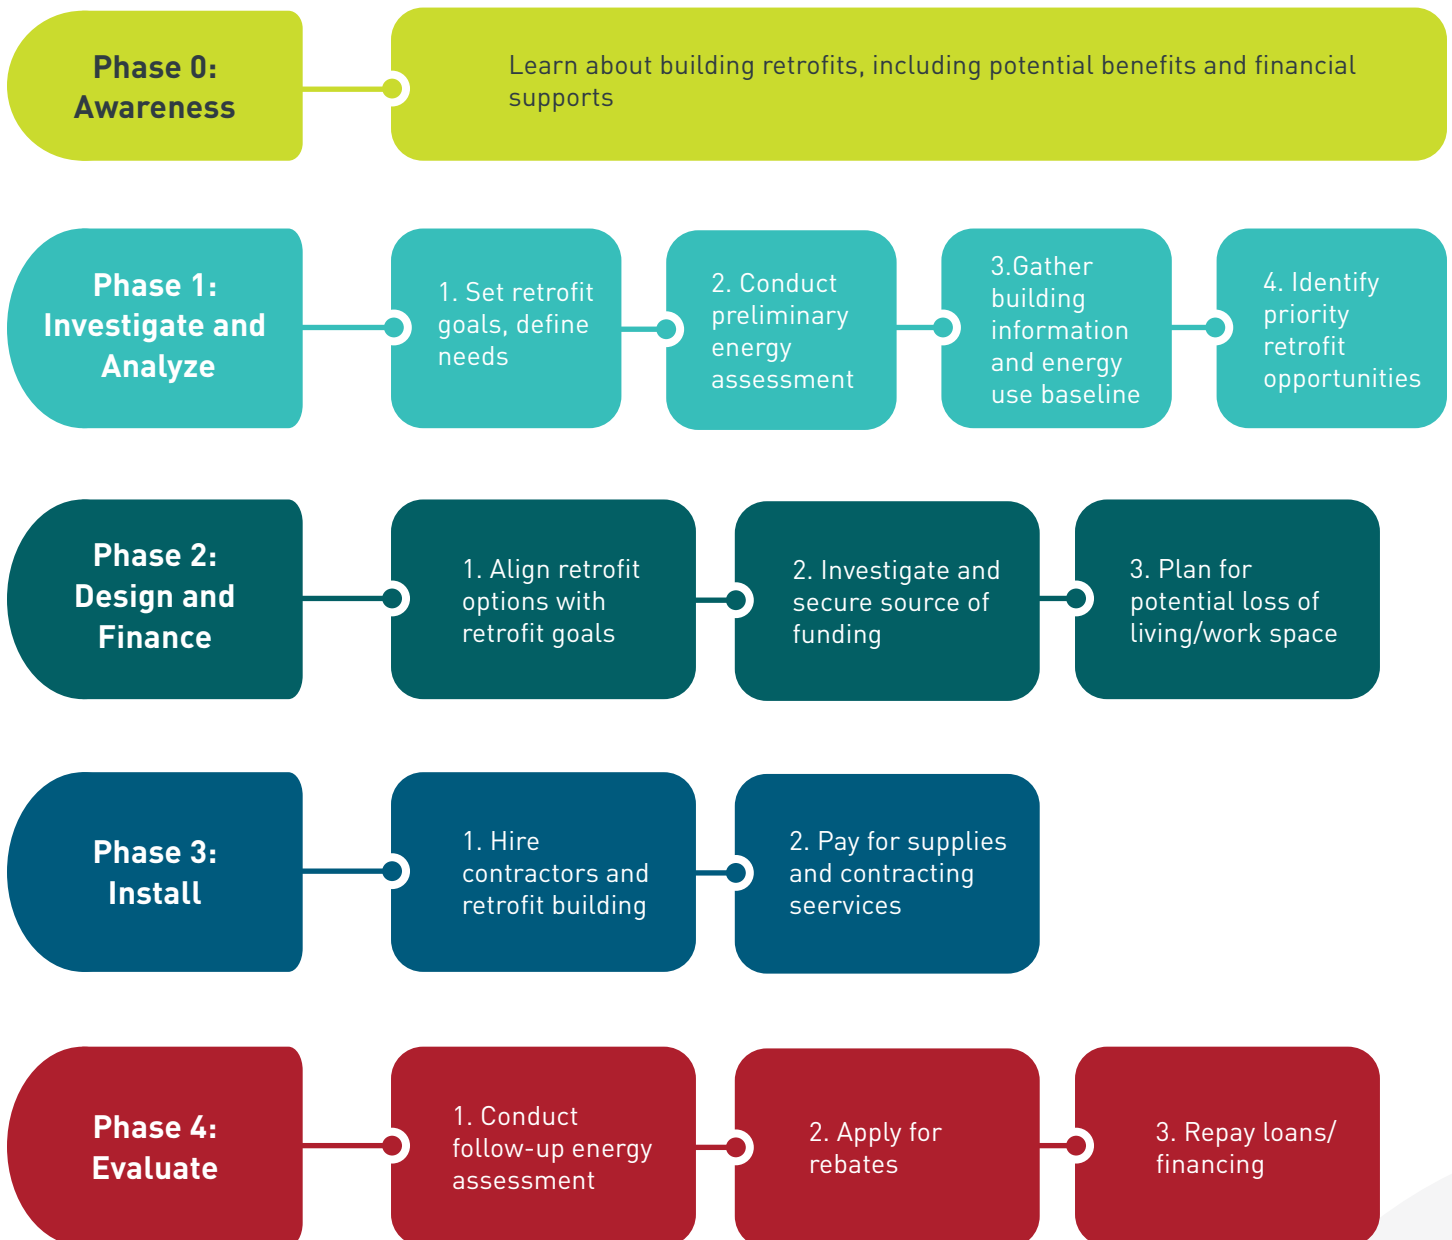 Phase 0:
Awareness
Learn about building retrofits, including potential benefits and financial
supports
Phase 1:
Investigate and
Analyze
1. Set retrofit
goals, define
needs
2. Conduct
preliminary
energy
assessment
3.Gather
building
information
and energy
use baseline
4. Identify
priority
retrofit
opportunities
Phase 2:
Design and
Finance
1. Align retrofit
options with
retrofit goals
2. Investigate and
secure source of
funding
3. Plan for
potential loss of
living/work space
Phase 3:
Install
1. Hire
contractors and
retrofit building
2. Pay for supplies
and contracting
seervices
Phase 4:
Evaluate
1. Conduct
follow-up energy
assessment
2. Apply for
rebates
3. Repay loans/
financing